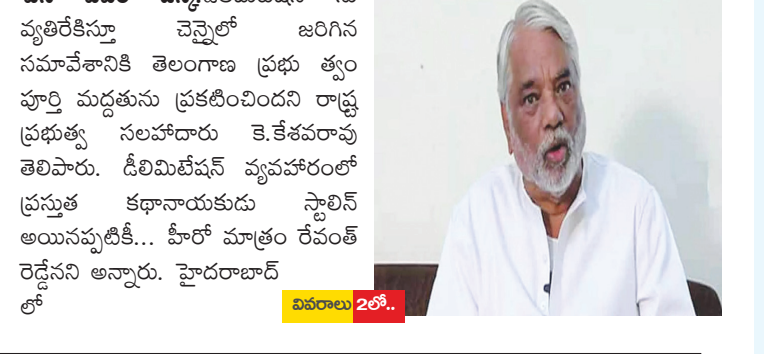 వ్యతిరేకిస్తూ చెన్నైలో జరిగిన
సమావేశానికి తెలంగాణ ప్రభు త్వం
పూర్తి మద్దతును ప్రకటించిందని రాష్ట్ర
ప్రభుత్వ సలహాదారు కె.కేశవరావు
తెలిపారు. డీలిమిటేషన్ వ్యవహారంలో
ప్రస్తుత కథానాయకుడు స్టాలిన్
అయినప్పటికీ... హీరో మాత్రం రేవంత్
రెడ్డేనని అన్నారు. హైదరాబాద్
లో
వివరాలు 2లో..